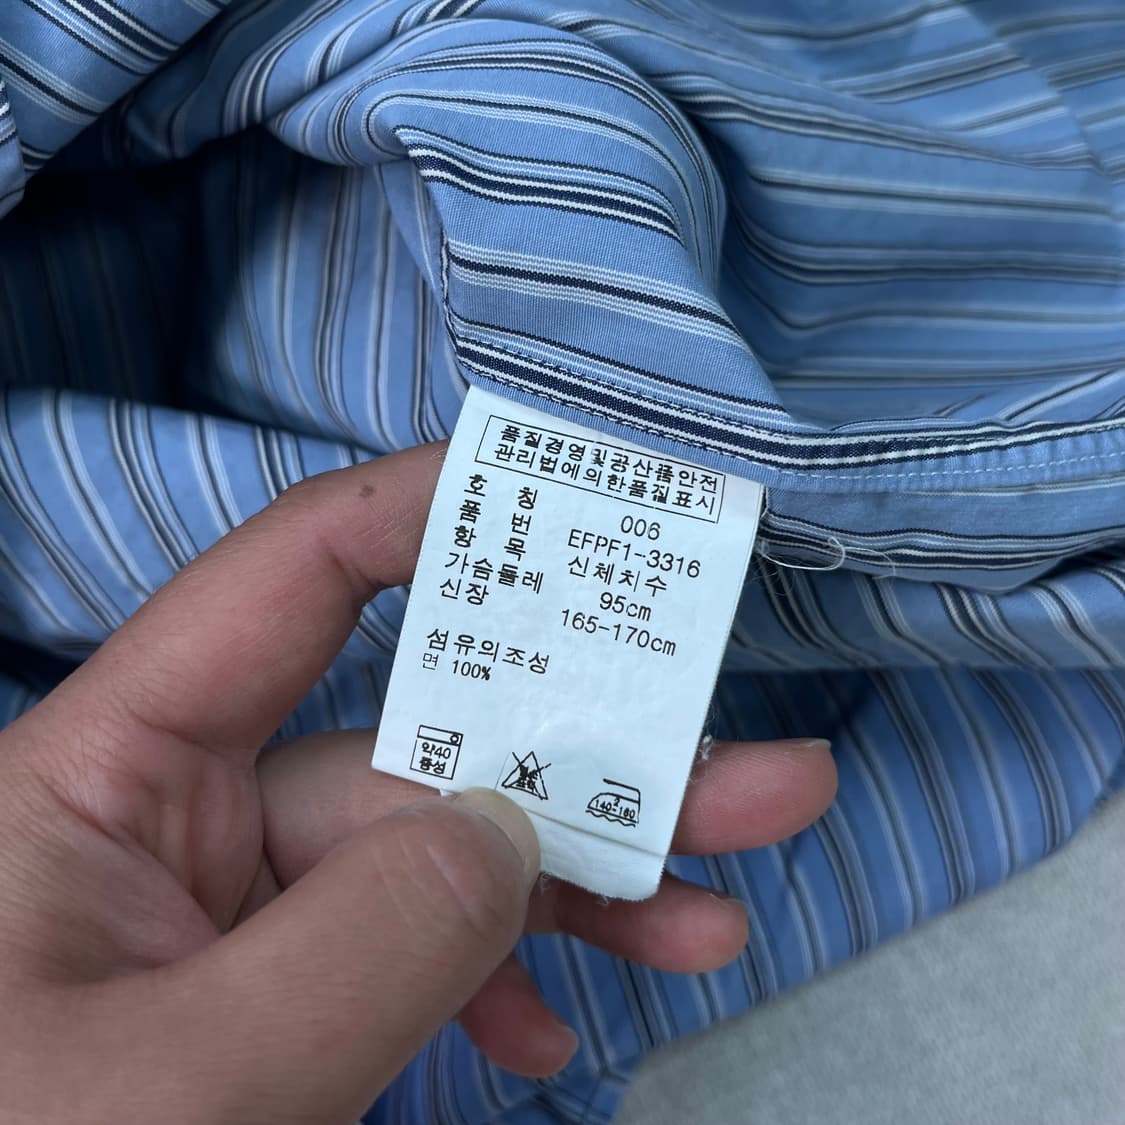 품질경영및공산품안전
관리법에의한품질표시
호 칭 006
품 번 EFPF1-3316
항 목 신체치수
가슴둘레 95cm
신장 165-170cm
섬유의조성
면 100%
약40
중성
2
140-160